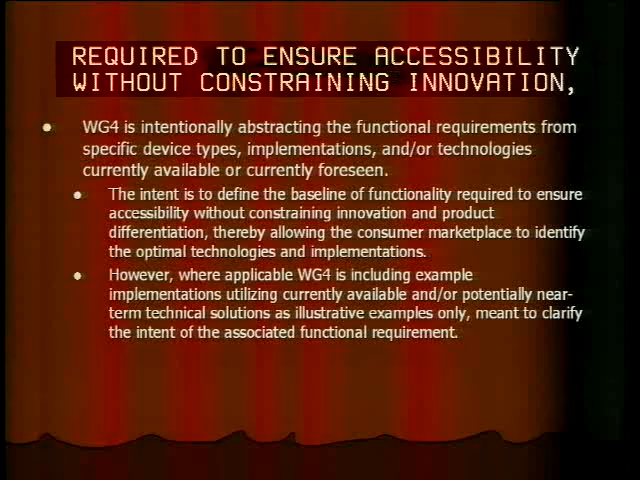 REQUIRED TO ENSURE ACCESSIBILITY
WITHOUT CONSTRAINING INNOVATION,
WG4 is intentionally abstracting the functional requirements from
specific device types, implementations, and/or technologies
currently available or currently foreseen.
The intent is to define the baseline of functionality required to ensure
accessibility without constraining innovation and product
differentiation, thereby allowing the consumer marketplace to identify
the optimal technologies and implementations.
However, where applicable WG4 is including example
implementations utilizing currently available and/or potentially near-
term technical solutions as illustrative examples only, meant to clarify
the intent of the associated functional requirement.